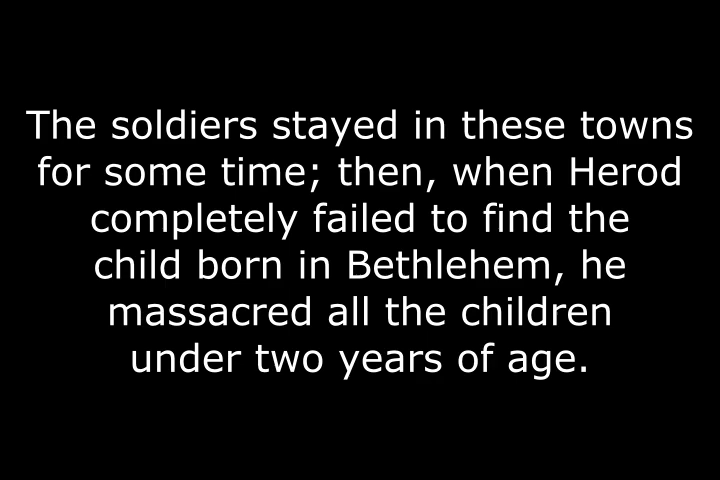 The soldiers stayed in these towns
for some time; then, when Herod
completely failed to find the
child born in Bethlehem, he
massacred all the children
under two years of age.